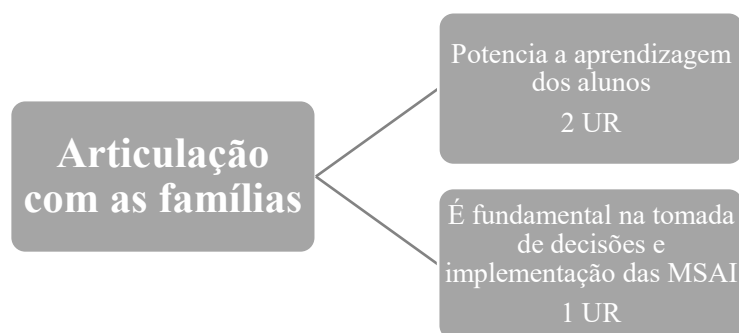 Articulação
com as famílias
Potencia a aprendizagem
dos alunos
2 UR
É fundamental na tomada
de decisões e
implementação das MSAI
1 UR